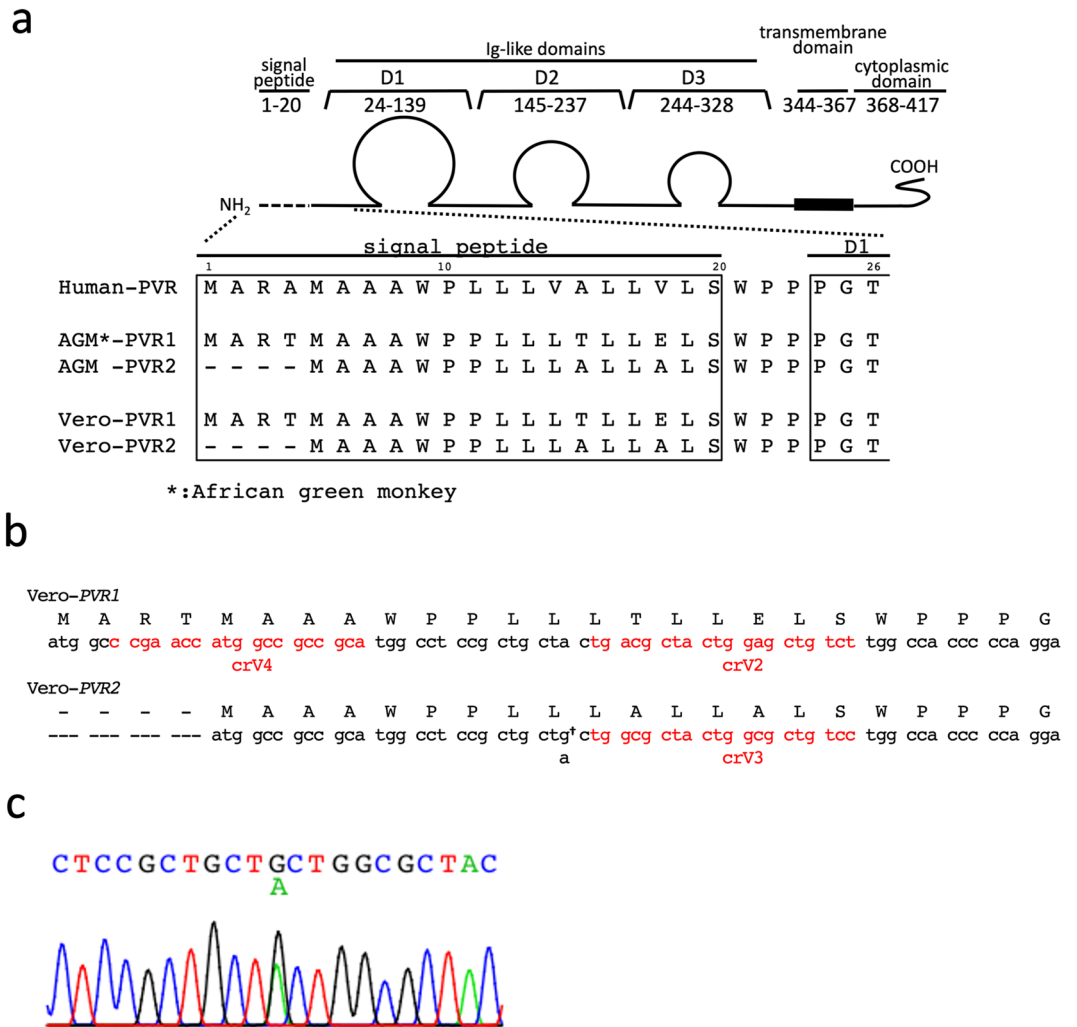 a
Ig-like domains
transmembrane domain
signal peptide
D1 D2 D3
cytoplasmic domain
1-20 24-139 145-237 244-328 344-367 368-417
COOH
NH2
signal peptide D1
1 10 20 26
Human-PVR M A R A M A A A W P L L L V A L L V L S W P P P G T
AGM*-PVR1 M A R T M A A A W P P L L L T L L E L S W P P P G T
AGM -PVR2 - - - - M A A A W P P L L L A L L A L S W P P P G T
Vero-PVR1 M A R T M A A A W P P L L L T L L E L S W P P P G T
Vero-PVR2 - - - - M A A A W P P L L L A L L A L S W P P P G T
*:African green monkey
b
Vero-PVR1
M A R T M A A A W P P L L L T L L E L S W P P P G
atg gcc cga acc atg gcc gcc gca tgg cct ccg ctg cta ctg acg cta ctg gag ctg tct tgg cca ccc cca gga
crV4 crV2
Vero-PVR2
- - - - M A A A W P P L L L A L L A L S W P P P G
--- --- --- --- atg gcc gcc gca tgg cct ccg ctg ctg† ctg gcg cta ctg gcg ctg tcc tgg cca ccc cca gga
a crV3
c
CTCCGCTGCTGCTGGCGCTAC
A